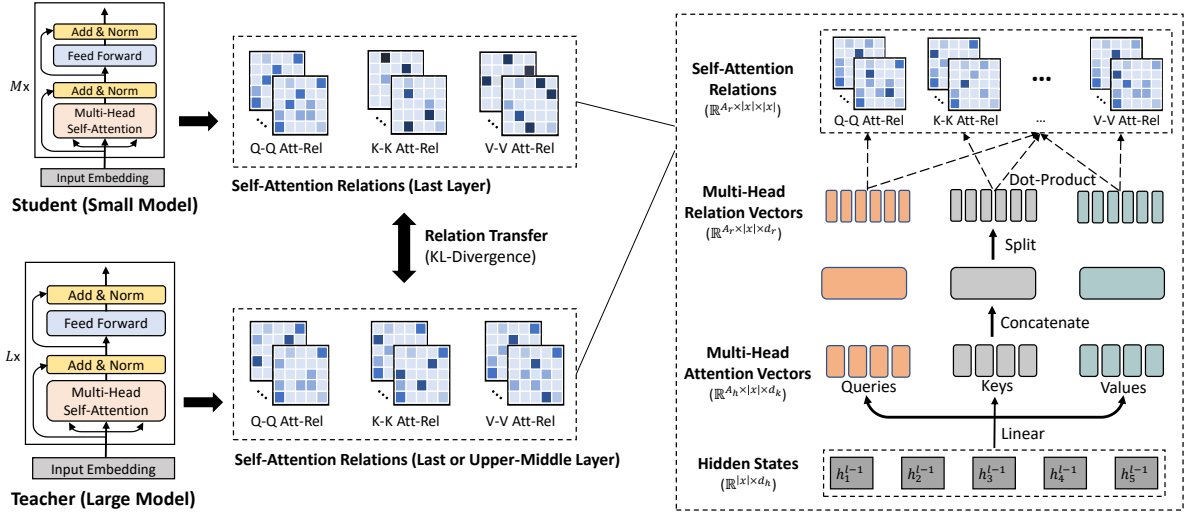 Add & Norm
Feed Forward
Mx
Add & Norm
Multi-Head
Self-Attention
Input Embedding
Student (Small Model)
Q-Q Att-Rel
K-K Att-Rel
V-V Att-Rel
Self-Attention Relations (Last Layer)
Relation Transfer
(KL-Divergence)
Add & Norm
Feed Forward
Lx
Add & Norm
Multi-Head
Self-Attention
Input Embedding
Teacher (Large Model)
Q-Q Att-Rel
K-K Att-Rel
V-V Att-Rel
Self-Attention Relations (Last or Upper-Middle Layer)
Self-Attention
Relations
(ℝ^{A_r×|x|×|x|})
...
Q-Q Att-Rel
K-K Att-Rel
...
V-V Att-Rel
Dot-Product
Multi-Head
Relation Vectors
(ℝ^{A_r×|x|×d_r})
Split
Concatenate
Multi-Head
Attention Vectors
(ℝ^{A_h×|x|×d_k})
Queries
Keys
Values
Linear
Hidden States
(ℝ^{|x|×d_h})
h_1^{l-1}
h_2^{l-1}
h_3^{l-1}
h_4^{l-1}
h_5^{l-1}